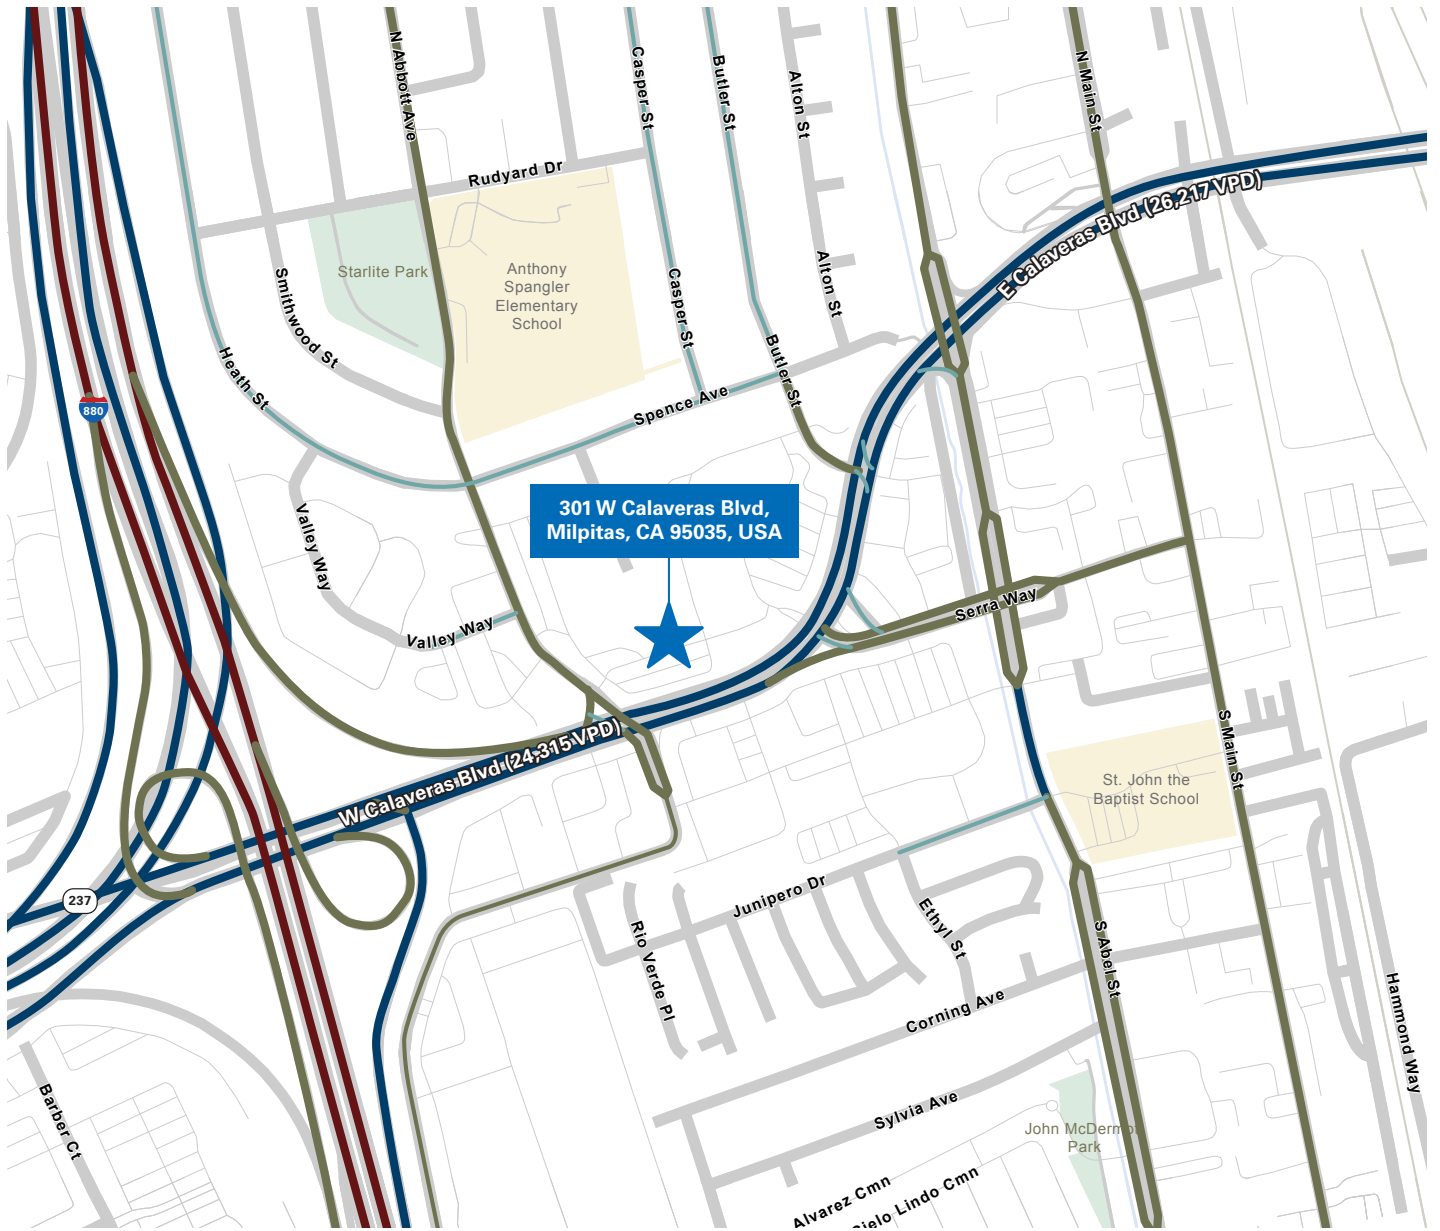 N Abbott Ave
Casper St
Butler St
Alton St
N Main St
Rudyard Dr
E Calaveras Blvd (26,217 VPD)
Starlite Park
Anthony
Spangler
Elementary
School
Smithwood St
Casper St
Alton St
Heath St
Butler St
Spence Ave
880
301 W Calaveras Blvd,
Milpitas, CA 95035, USA
Valley Way
Valley Way
Serra Way
W Calaveras Blvd (24,315 VPD)
S Main St
St. John the
Baptist School
237
Junipero Dr
Ethyl St
Rio Verde Pl
S Abel St
Corning Ave
Hammond Way
Barber Ct
Sylvia Ave
John McDermo
Park
Alvarez Cmn
Cielo Lindo Cmn